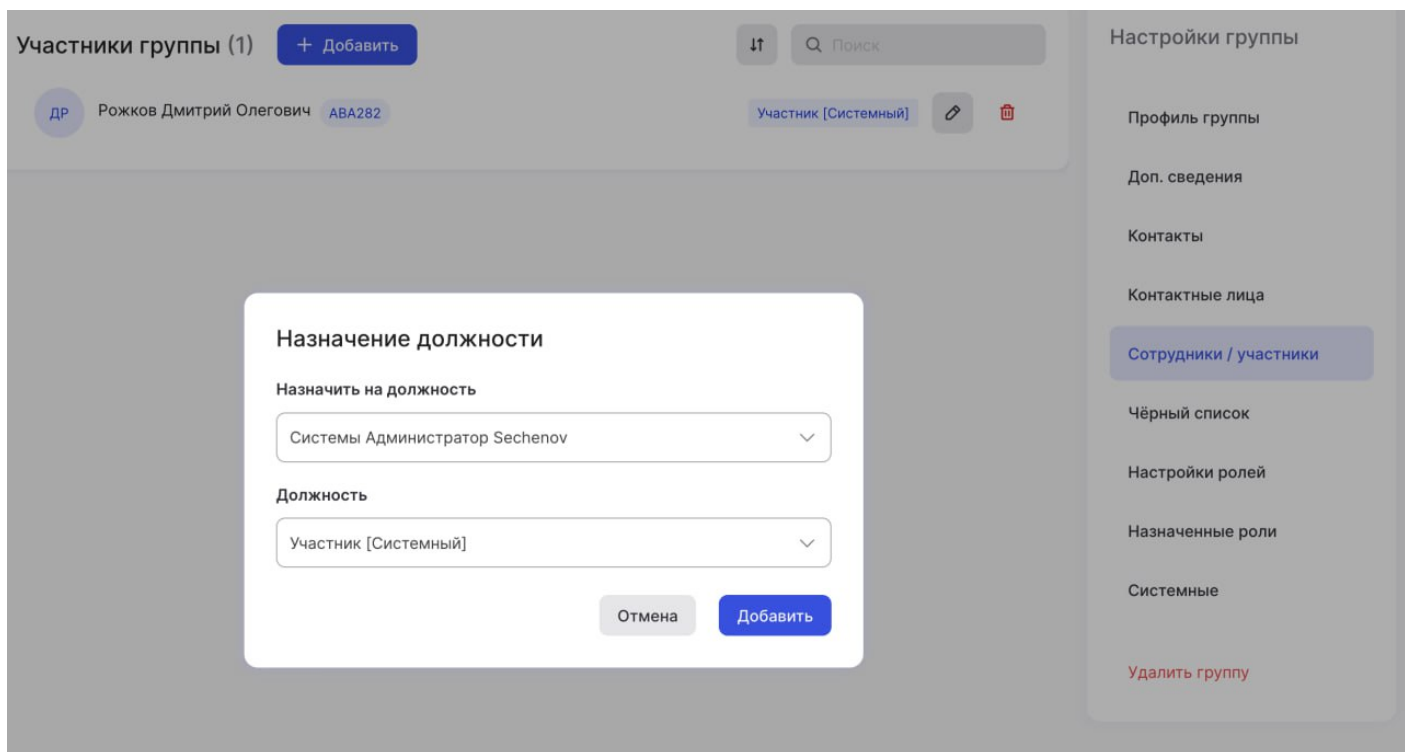 Участники группы (1)
+ Добавить
Поиск
ДР
Рожков Дмитрий Олегович
ABA282
Участник [Системный]
Назначение должности
Назначить на должность
Системы Администратор Sechenov
Должность
Участник [Системный]
Отмена
Добавить
Настройки группы
Профиль группы
Доп. сведения
Контакты
Контактные лица
Сотрудники / участники
Чёрный список
Настройки ролей
Назначенные роли
Системные
Удалить группу